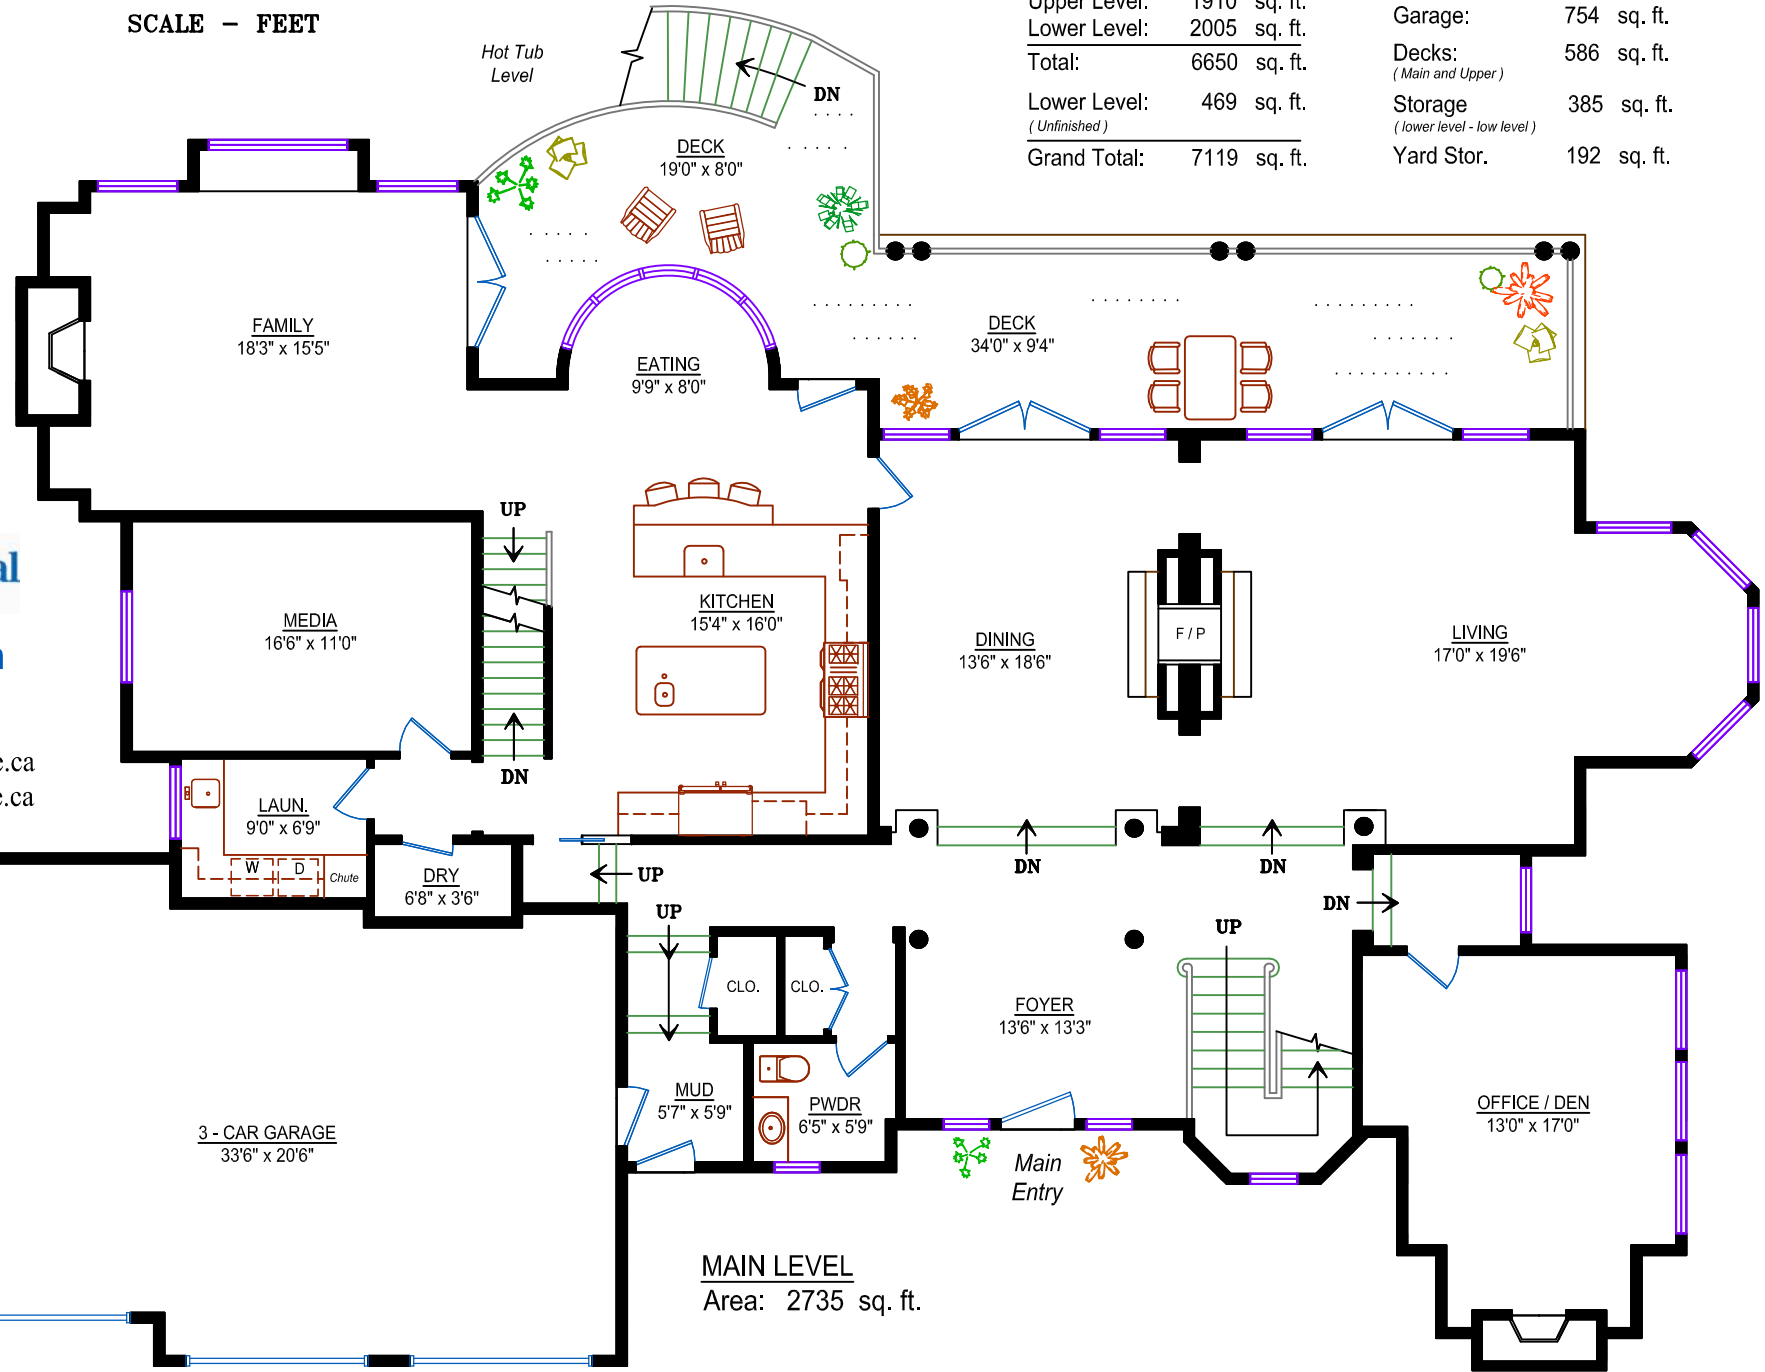 SCALE - FEET
Hot Tub
Level
Upper Level: 1910 sq. ft.
Lower Level: 2005 sq. ft.
Total: 6650 sq. ft.
Lower Level: 469 sq. ft.
( Unfinished )
Grand Total: 7119 sq. ft.
Garage: 754 sq. ft.
Decks: 586 sq. ft.
( Main and Upper )
Storage 385 sq. ft.
( lower level - low level )
Yard Stor. 192 sq. ft.
DN
DECK
19'0" x 8'0"
FAMILY
18'3" x 15'5"
EATING
9'9" x 8'0"
DECK
34'0" x 9'4"
UP
al
MEDIA
16'6" x 11'0"
KITCHEN
15'4" x 16'0"
DINING
13'6" x 18'6"
F / P
LIVING
17'0" x 19'6"
e.ca
e.ca
DN
LAUN.
9'0" x 6'9"
W
D
Chute
DRY
6'8" x 3'6"
UP
UP
DN
DN
DN
UP
CLO.
CLO.
FOYER
13'6" x 13'3"
MUD
5'7" x 5'9"
PWDR
6'5" x 5'9"
OFFICE / DEN
13'0" x 17'0"
3 - CAR GARAGE
33'6" x 20'6"
Main
Entry
MAIN LEVEL
Area: 2735 sq. ft.